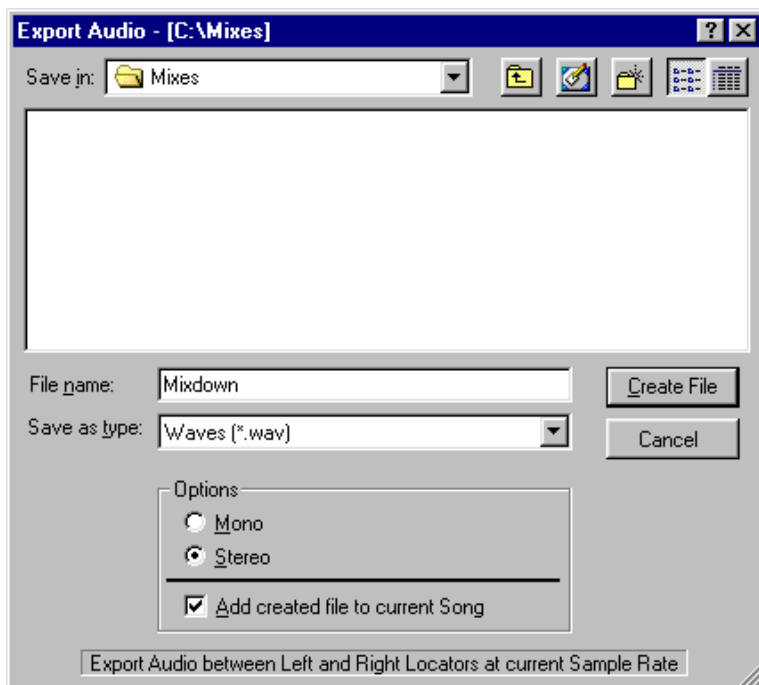 Export Audio - [C:\Mixes]
Save in: Mixes
File name: Mixdown
Create File
Save as type: Waves (*.wav)
Cancel
Options
Mono
Stereo
Add created file to current Song
Export Audio between Left and Right Locators at current Sample Rate